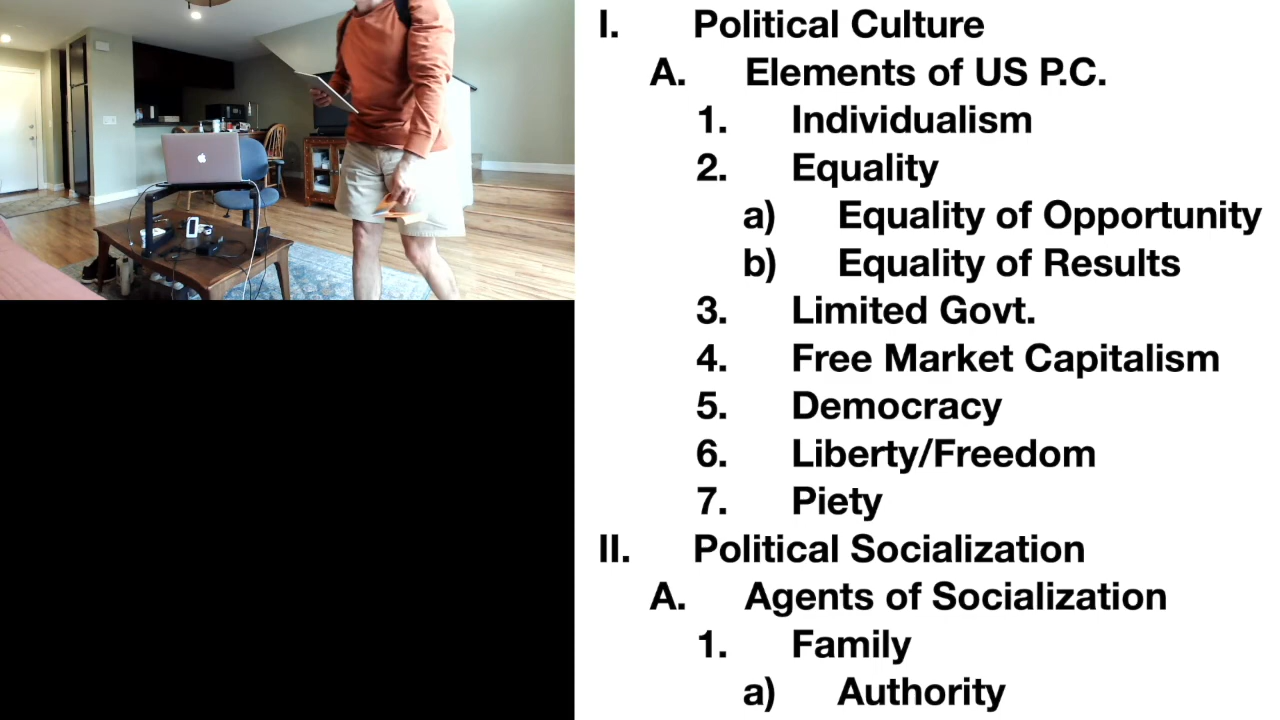 I. Political Culture
A. Elements of US P.C.
1. Individualism
2. Equality
a) Equality of Opportunity
b) Equality of Results
3. Limited Govt.
4. Free Market Capitalism
5. Democracy
6. Liberty/Freedom
7. Piety
II. Political Socialization
A. Agents of Socialization
1. Family
a) Authority